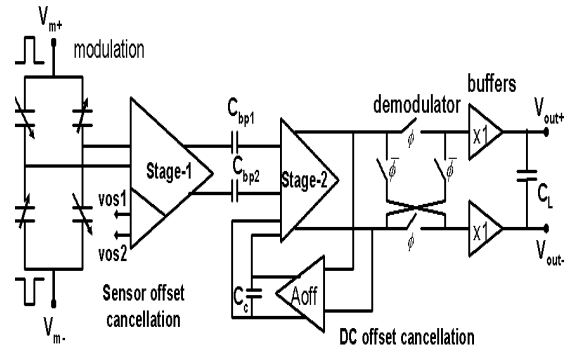 Vm+
modulation
Cbp1
Cbp2
Stage-1
Stage-2
vos1
vos2
Vm-
Sensor offset
cancellation
Cc
Aoff
DC offset cancellation
demodulator
ϕ
ϕ̅
ϕ̅
ϕ
buffers
x1
x1
Vout+
CL
Vout-